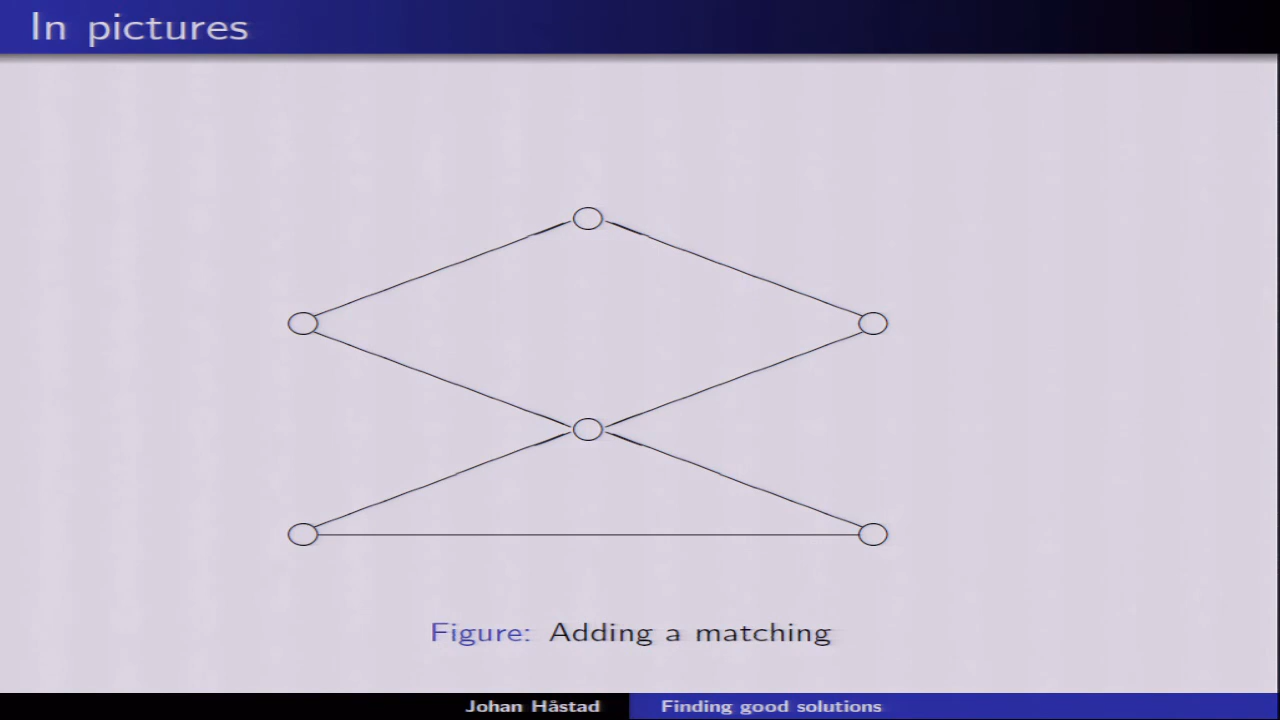 In pictures
Figure: Adding a matching
Johan Håstad
Finding good solutions